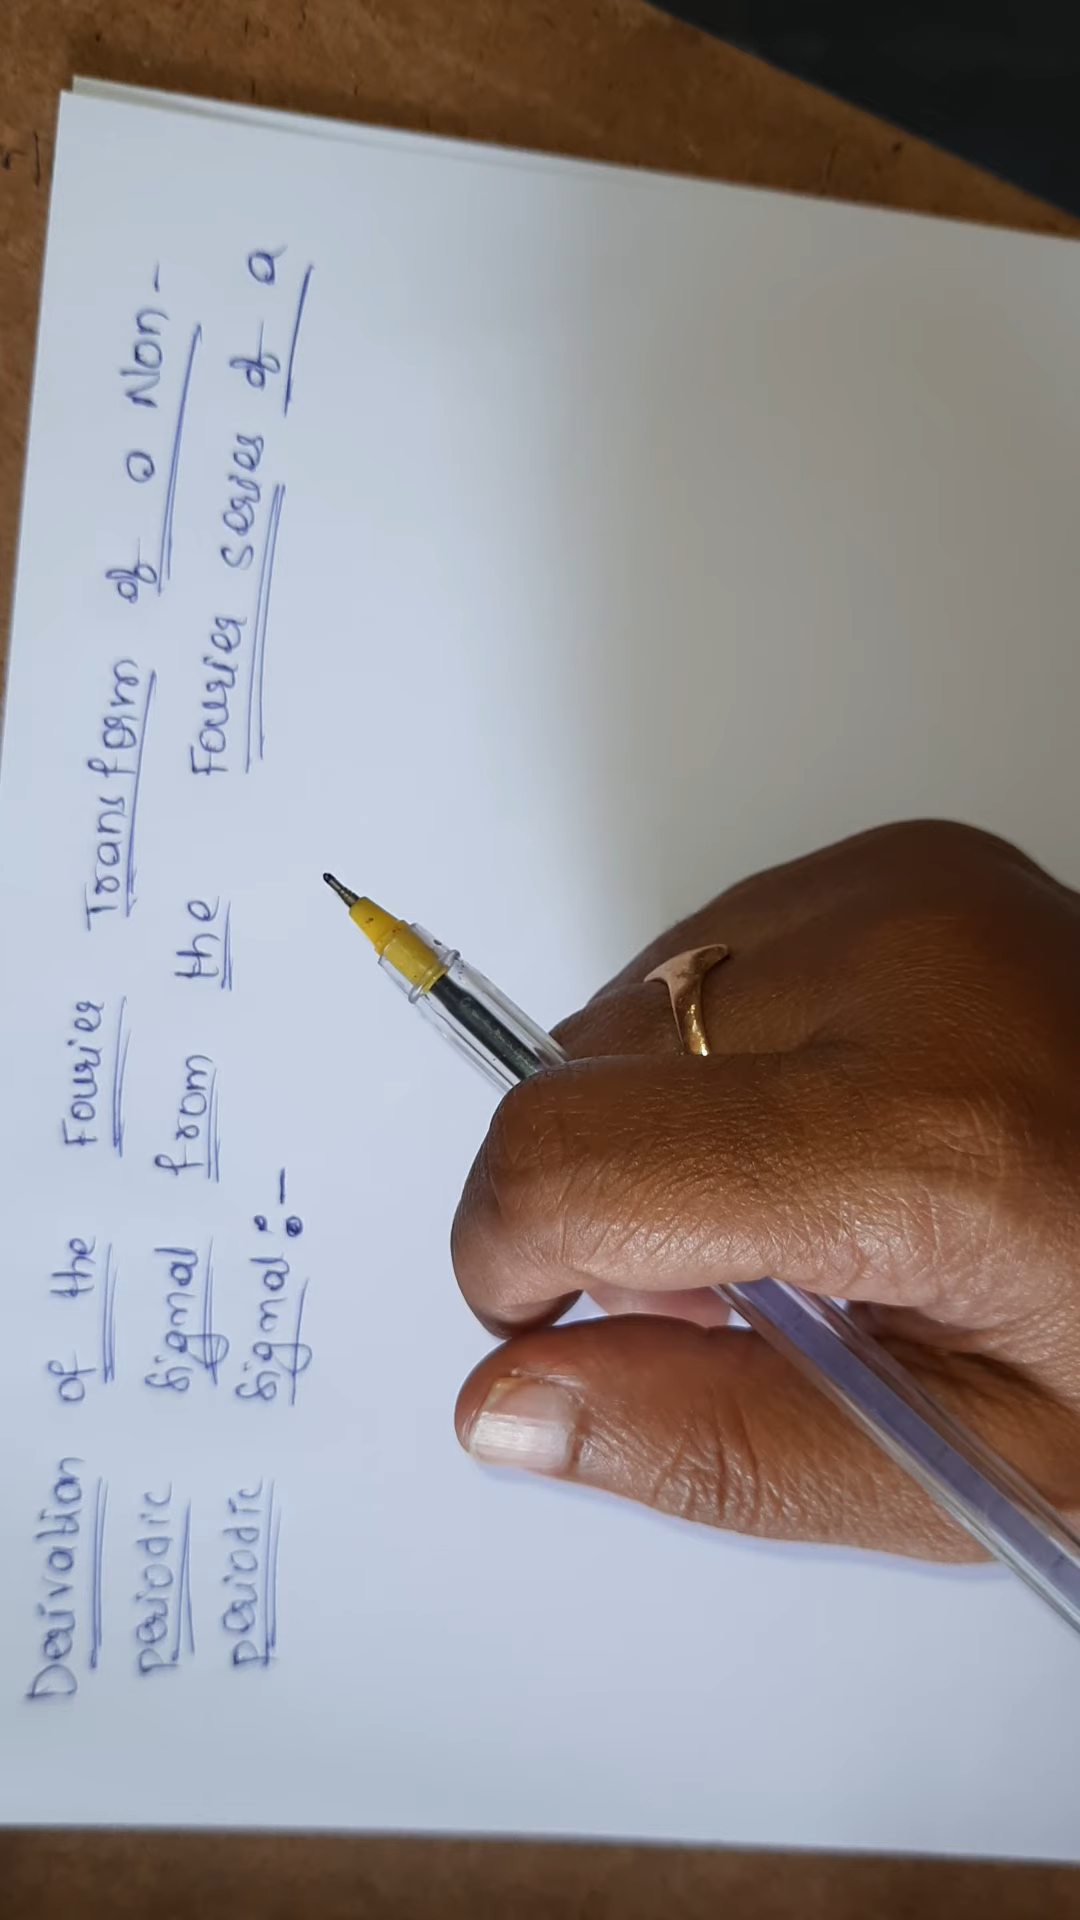 Derivation of the Fourier Transform of a Non-
periodic signal from the Fourier series of a
periodic signal:-